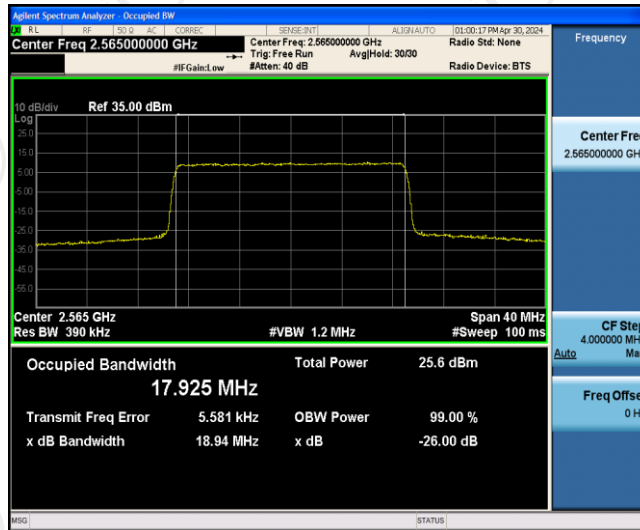 Agilent Spectrum Analyzer - Occupied BW
RL RF 50 Ω AC CORREC SENSE:INT ALIGN AUTO 01:00:17 PM Apr 30, 2024
Center Freq 2.565000000 GHz
Center Freq: 2.565000000 GHz
Radio Std: None
Trig: Free Run Avg|Hold: 30/30
#IFGain:Low
#Atten: 40 dB
Radio Device: BTS
10 dB/div Ref 35.00 dBm
Log
25.0
15.0
5.00
-5.00
-15.0
-25.0
-35.0
-45.0
-55.0
Center 2.565 GHz
Span 40 MHz
Res BW 390 kHz
#VBW 1.2 MHz
#Sweep 100 ms
Occupied Bandwidth
17.925 MHz
Total Power 25.6 dBm
Transmit Freq Error 5.581 kHz
OBW Power 99.00 %
x dB Bandwidth 18.94 MHz
x dB -26.00 dB
Frequency
Center Fre
2.565000000 GH
CF Step
4.000000 MH
Auto Ma
Freq Offse
0 H
MSG
STATUS